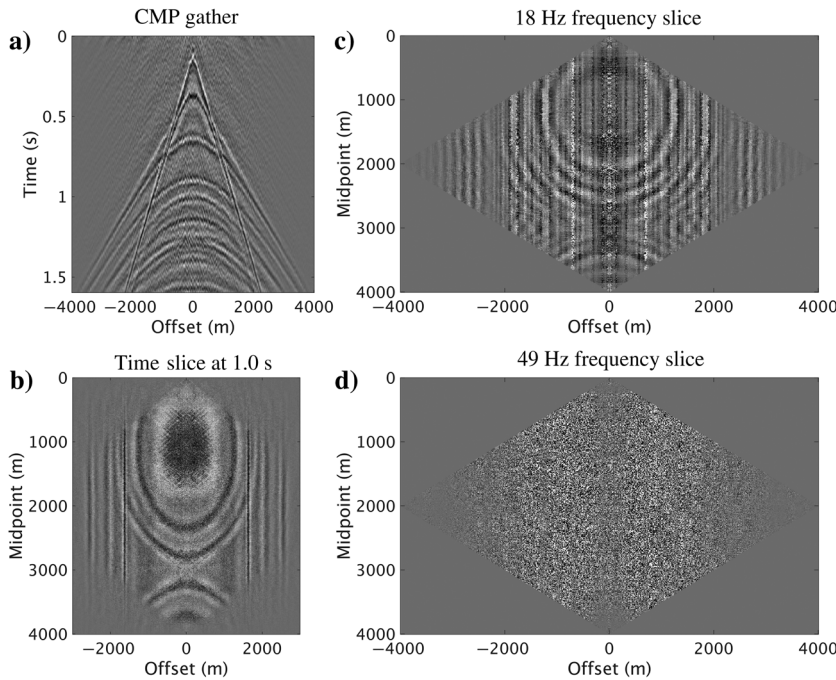 CMP gather
a)
0
0.5
1
1.5
Time (s)
−4000 −2000 0 2000 4000
Offset (m)
18 Hz frequency slice
c)
0
1000
2000
3000
4000
Midpoint (m)
−4000 −2000 0 2000 4000
Offset (m)
Time slice at 1.0 s
b)
0
1000
2000
3000
4000
Midpoint (m)
−2000 0 2000
Offset (m)
49 Hz frequency slice
d)
0
1000
2000
3000
4000
Midpoint (m)
−4000 −2000 0 2000 4000
Offset (m)